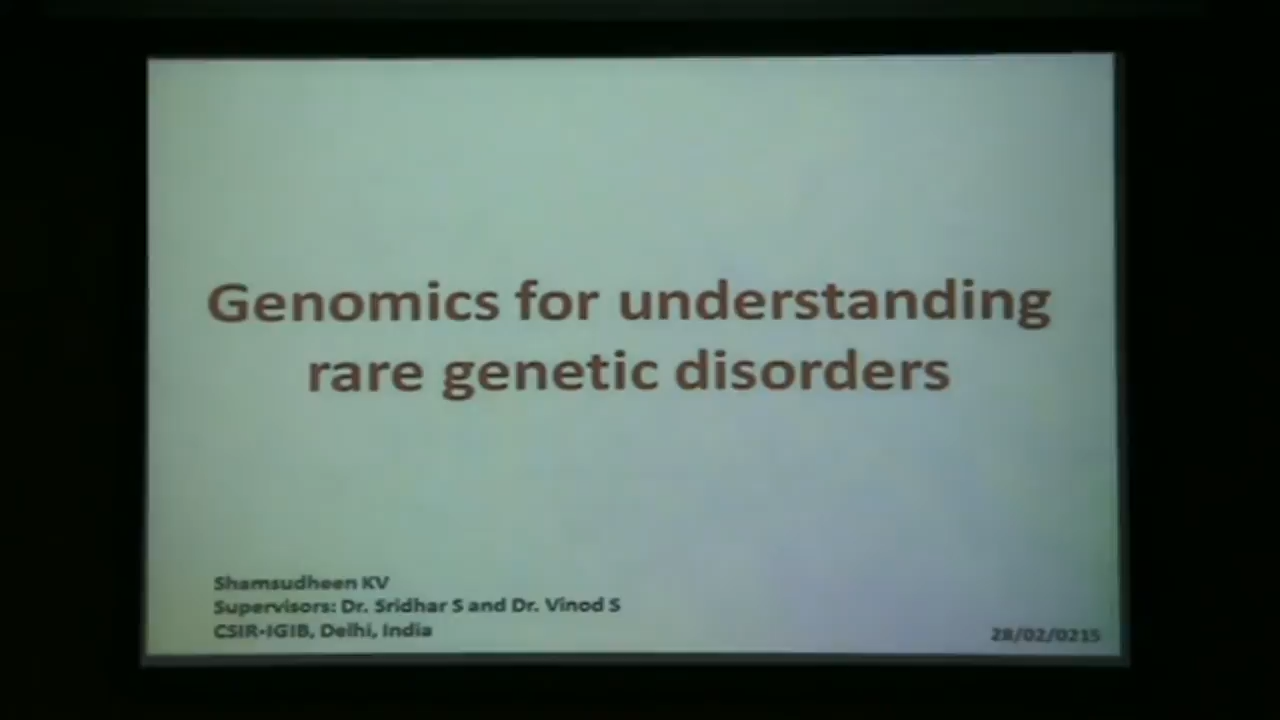 Genomics for understanding
rare genetic disorders
Shamsudheen KV
Supervisors: Dr. Sridhar S and Dr. Vinod S
CSIR-IGIB, Delhi, India
28/02/0215